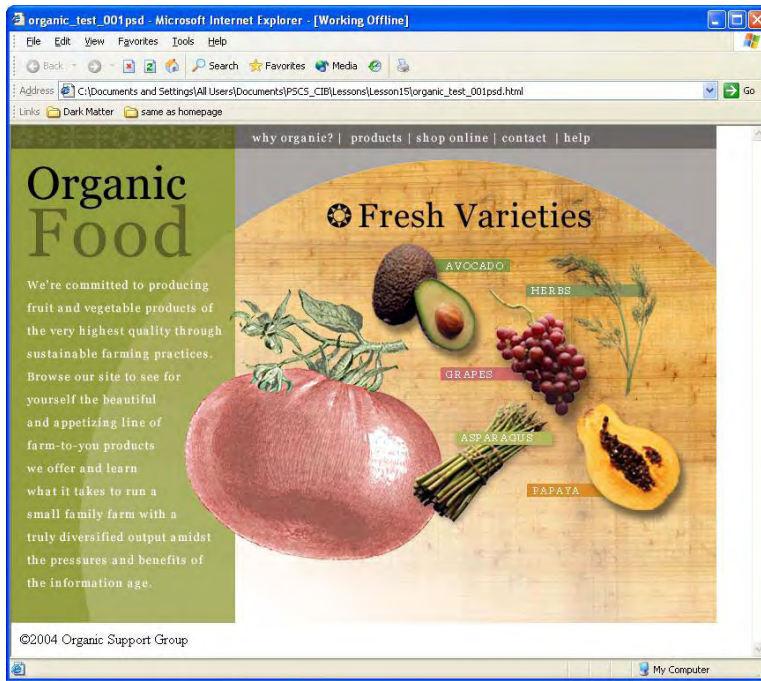 organic_test_001psd - Microsoft Internet Explorer - [Working Offline]
File Edit View Favorites Tools Help
Back Search Favorites Media
Address C:\Documents and Settings\All Users\Documents\PSCS_CIB\Lessons\Lesson15\organic_test_001psd.html Go
Links Dark Matter same as homepage
why organic? | products | shop online | contact | help
Organic
Food
Fresh Varieties
We're committed to producing
fruit and vegetable products of
the very highest quality through
sustainable farming practices.
Browse our site to see for
yourself the beautiful
and appetizing line of
farm-to-you products
we offer and learn
what it takes to run a
small family farm with a
truly diversified output amidst
the pressures and benefits of
the information age.
AVOCADO
HERBS
GRAPES
ASPARAGUS
PAPAYA
©2004 Organic Support Group
My Computer